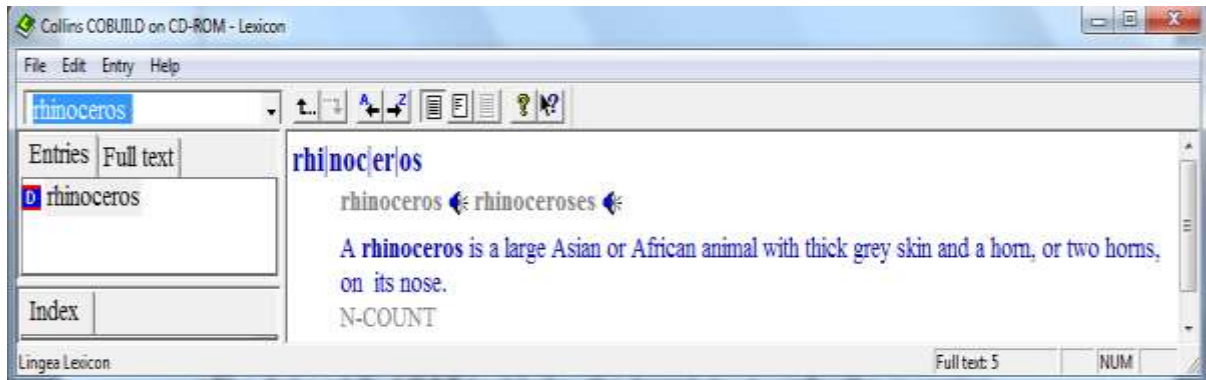 Collins COBUILD on CD-ROM - Lexicon
File Edit Entry Help
rhinoceros
Entries Full text
D rhinoceros
Index
rhi|noc|er|os
rhinoceros rhinoceroses
A rhinoceros is a large Asian or African animal with thick grey skin and a horn, or two horns,
on its nose.
N-COUNT
Lingea Lexicon
Full text: 5
NUM